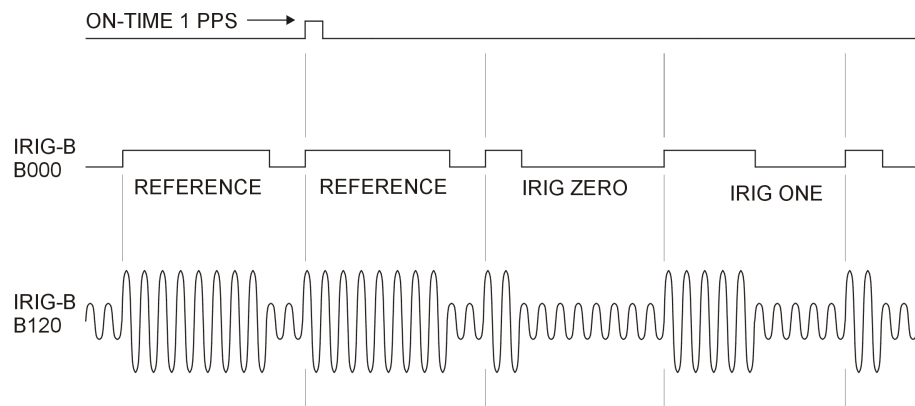 ON-TIME 1 PPS
IRIG-B
B000
REFERENCE
REFERENCE
IRIG ZERO
IRIG ONE
IRIG-B
B120